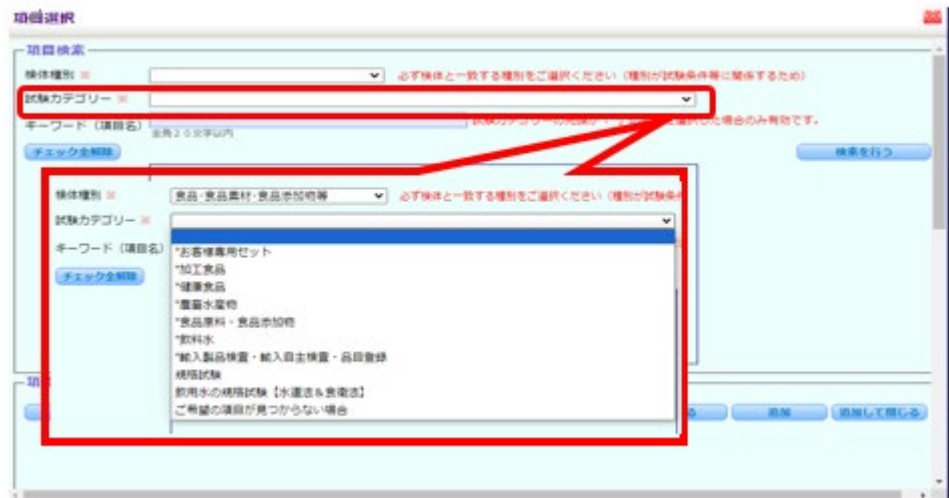 項目選択
項目検索
検体種別 ※
必ず検体と一致する種別をご選択ください（種別が試験条件等に関係するため）
試験カテゴリー ※
キーワード（項目名）
全角20文字以内
した場合のみ有効です。
チェック全解除
検索を行う
検体種別 ※
食品・食品素材・食品添加物等
必ず検体と一致する種別をご選択ください（種別が試験条件
試験カテゴリー ※
キーワード（項目名）
チェック全解除
*お客様専用セット
*加工食品
*健康食品
*農畜水産物
*食品原料・食品添加物
*飲料水
*輸入製品検査・輸入自主検査・品目登録
規格試験
飲用水の規格試験【水道法&食衛法】
ご希望の項目が見つからない場合
項
る
追加
追加して閉じる